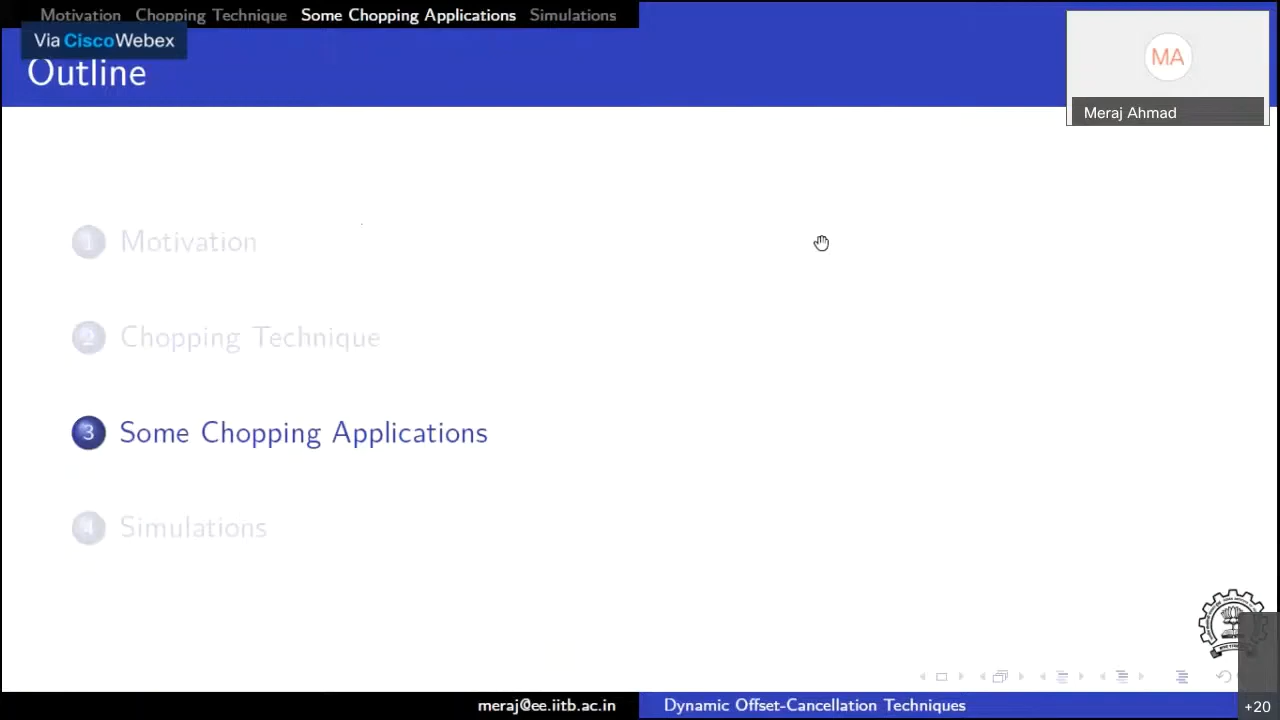 Motivation Chopping Technique Some Chopping Applications Simulations
Via Cisco Webex
Outline
MA
Meraj Ahmad
1 Motivation
2 Chopping Technique
3 Some Chopping Applications
4 Simulations
meraj@ee.iitb.ac.in
Dynamic Offset-Cancellation Techniques
+20